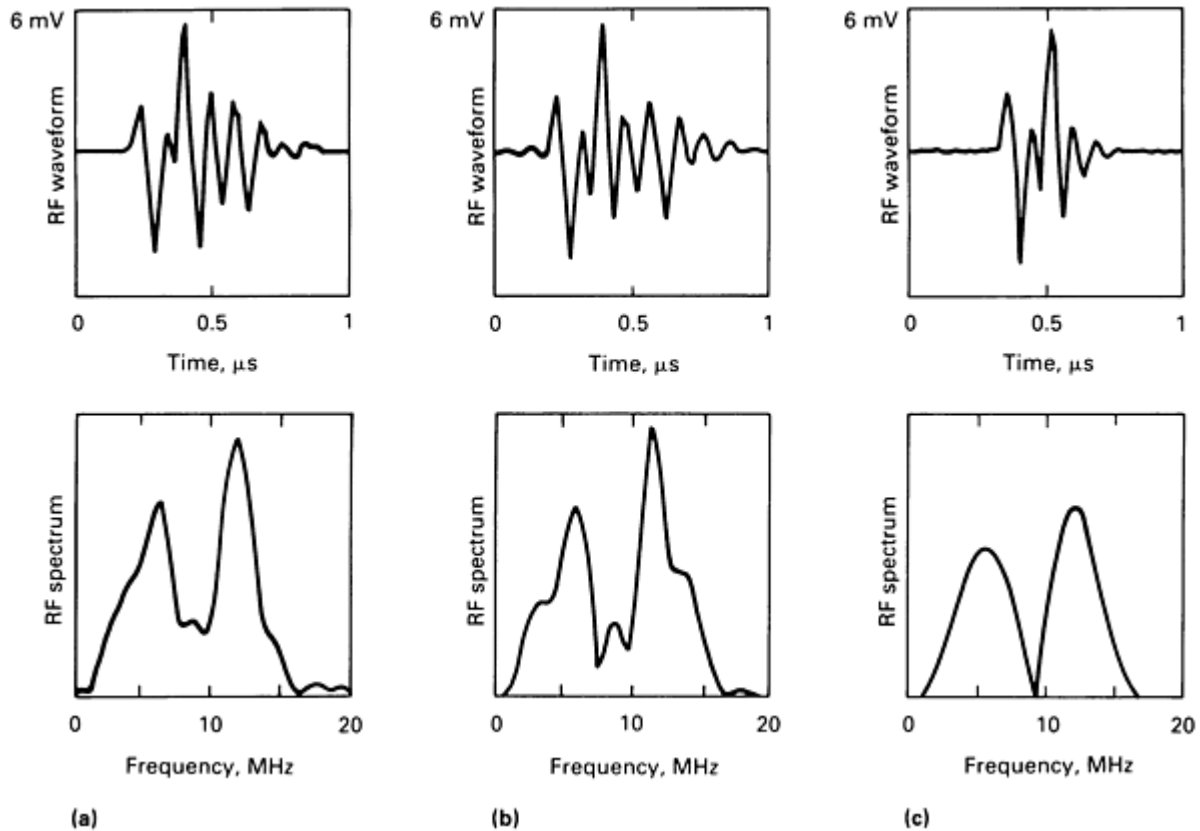 6 mV
RF waveform
0 0.5 1
Time, μs
6 mV
RF waveform
0 0.5 1
Time, μs
6 mV
RF waveform
0 0.5 1
Time, μs
RF spectrum
0 10 20
Frequency, MHz
RF spectrum
0 10 20
Frequency, MHz
RF spectrum
0 10 20
Frequency, MHz
(a)
(b)
(c)